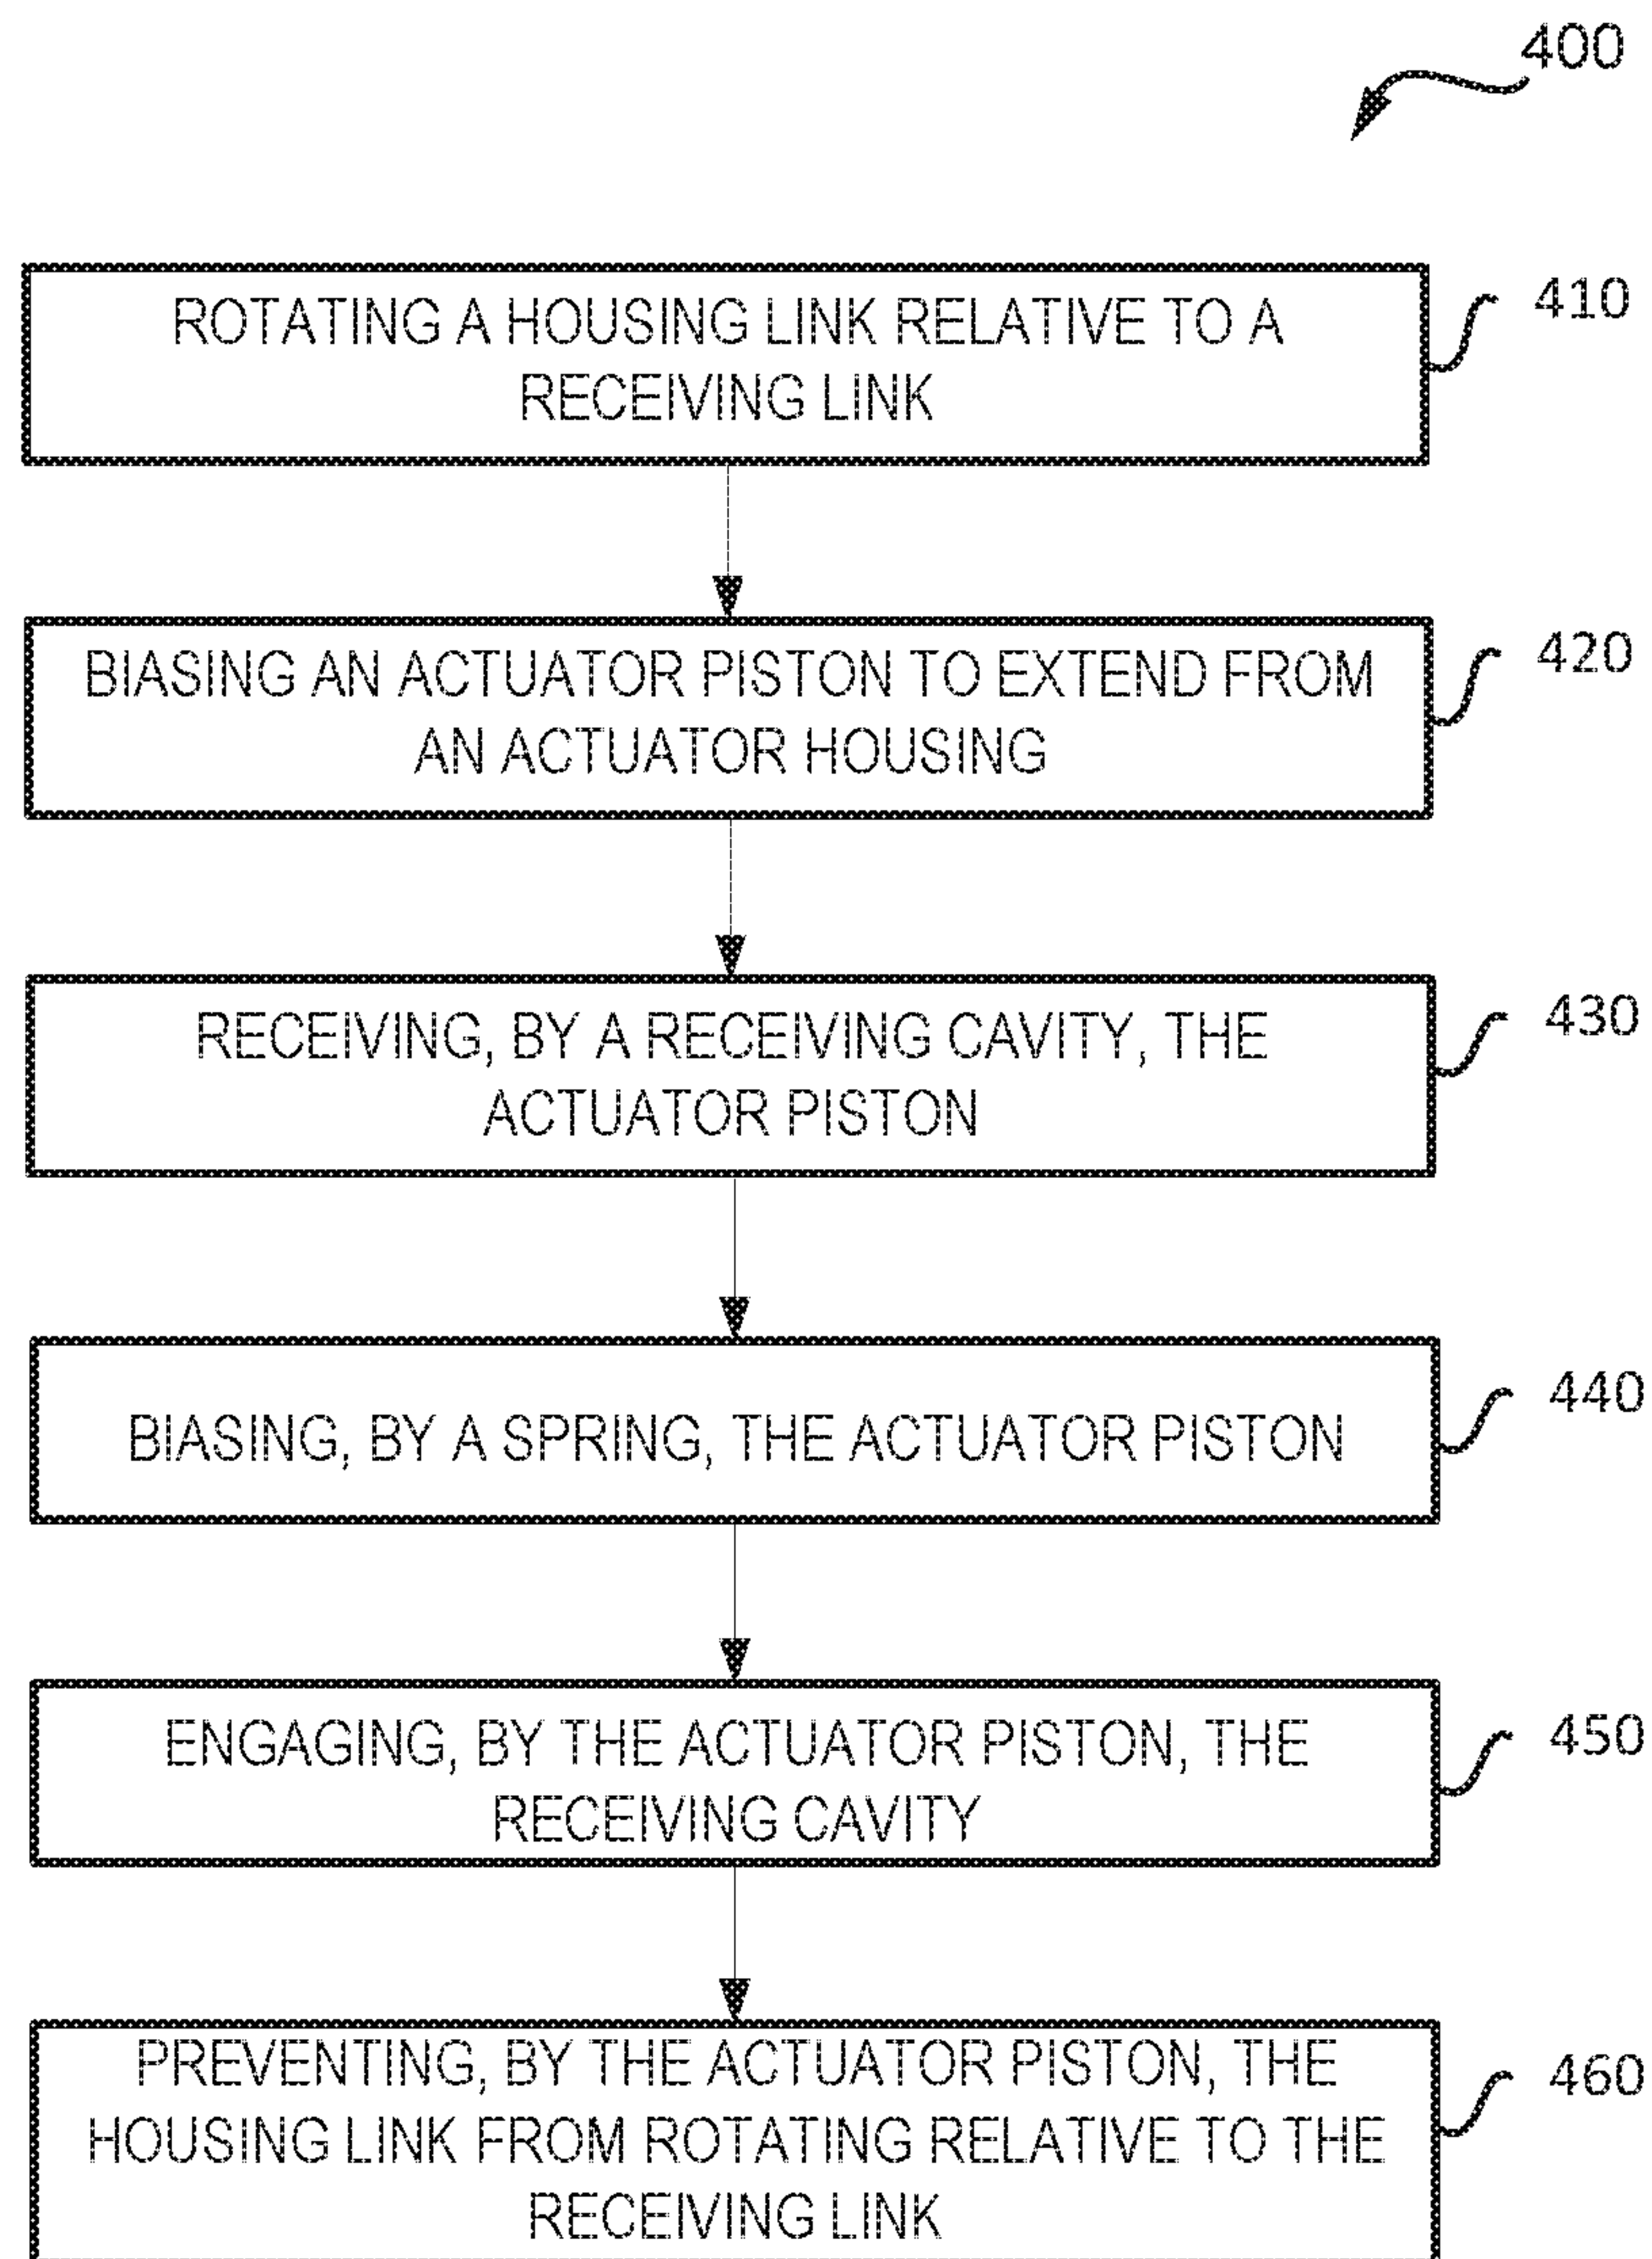 400
ROTATING A HOUSING LINK RELATIVE TO A
RECEIVING LINK
410
BIASING AN ACTUATOR PISTON TO EXTEND FROM
AN ACTUATOR HOUSING
420
RECEIVING, BY A RECEIVING CAVITY, THE
ACTUATOR PISTON
430
BIASING, BY A SPRING, THE ACTUATOR PISTON
440
ENGAGING, BY THE ACTUATOR PISTON, THE
RECEIVING CAVITY
450
PREVENTING, BY THE ACTUATOR PISTON, THE
HOUSING LINK FROM ROTATING RELATIVE TO THE
RECEIVING LINK
460